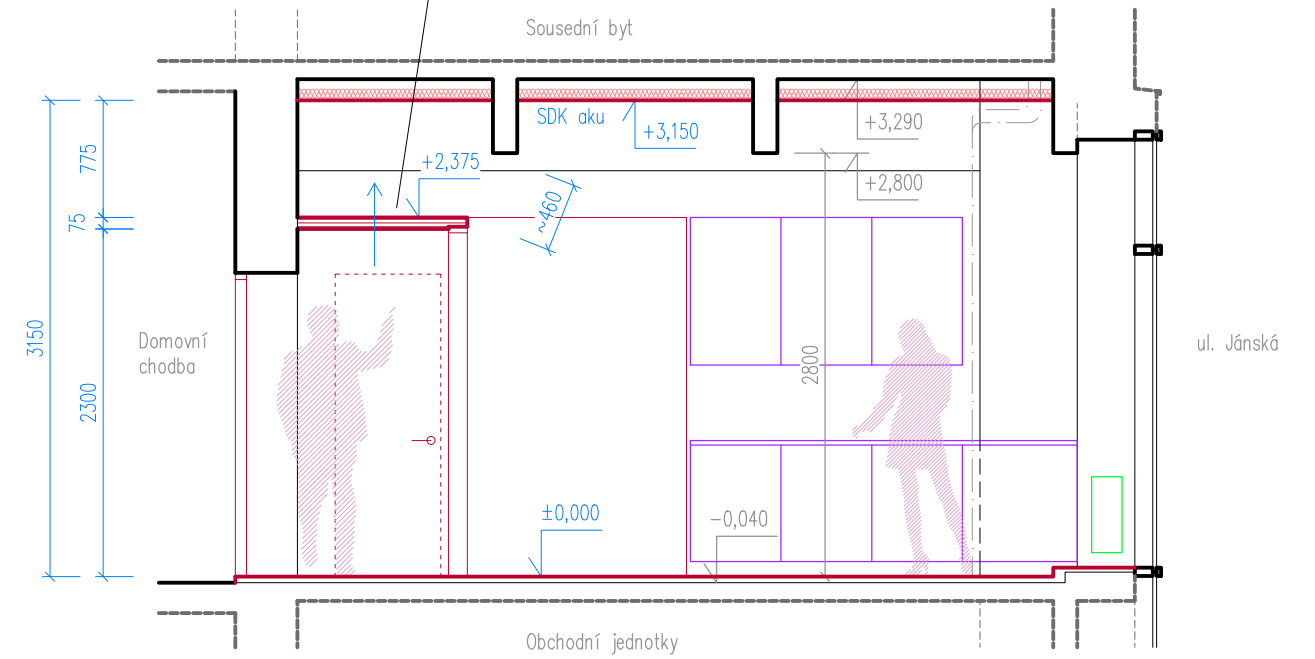 Sousední byt
SDK aku
+3,150
+3,290
+2,375
+2,800
775
75
~460
3150
2300
2800
Domovní
chodba
ul. Jánská
±0,000
−0,040
Obchodní jednotky